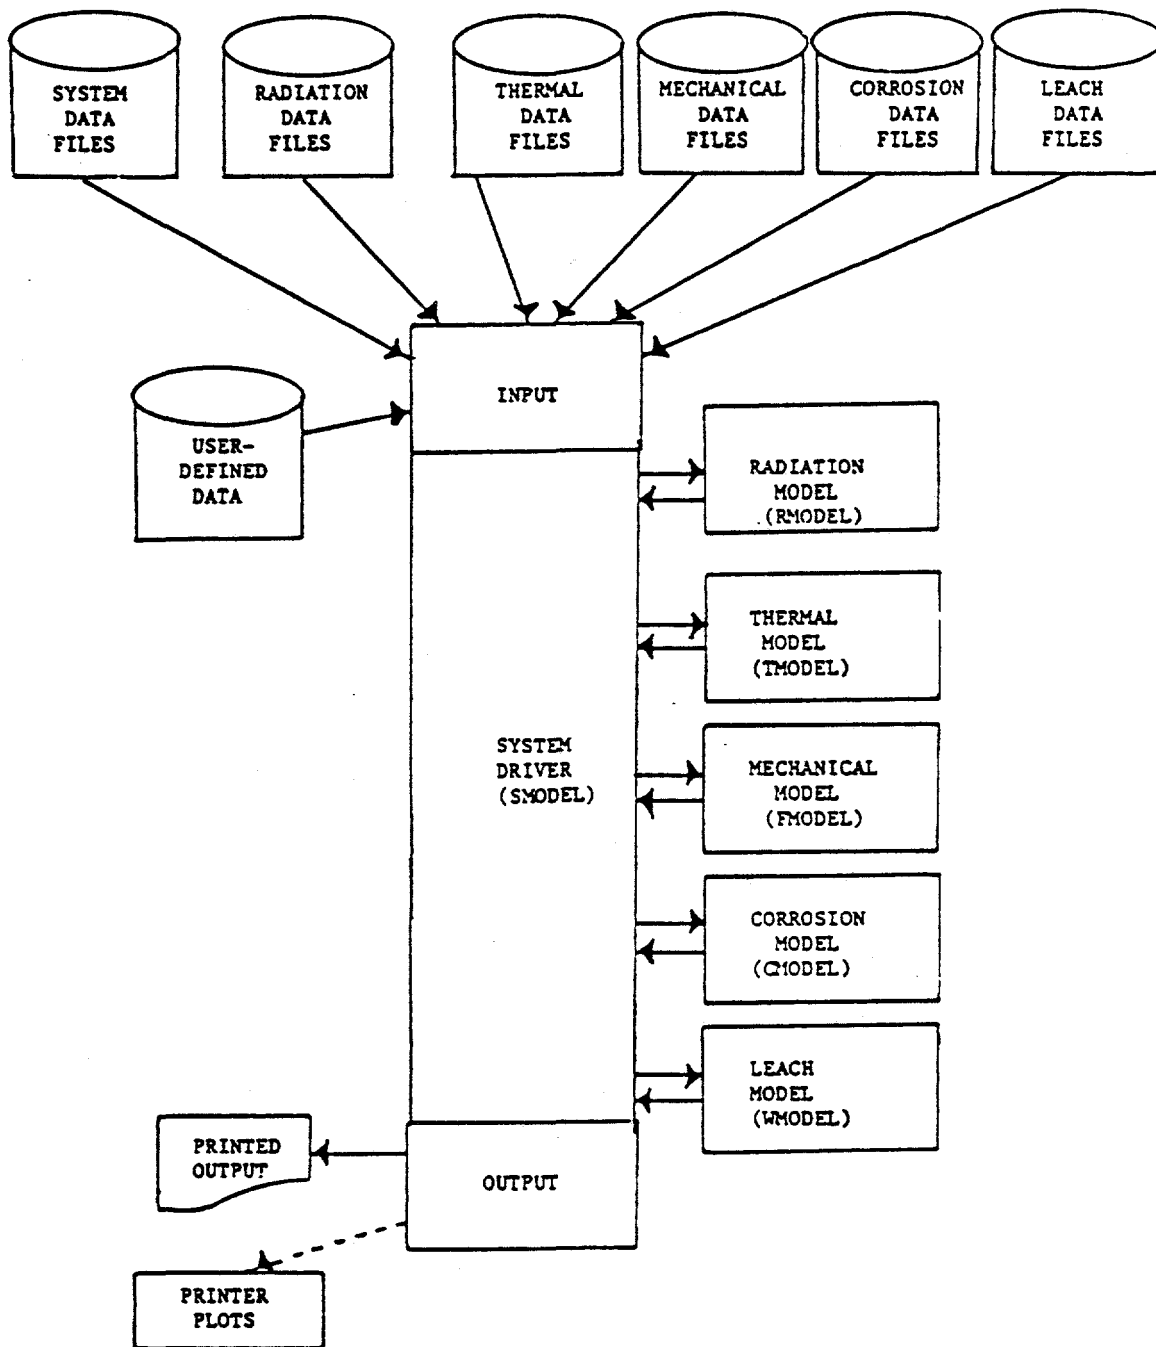 SYSTEM
DATA
FILES
RADIATION
DATA
FILES
THERMAL
DATA
FILES
MECHANICAL
DATA
FILES
CORROSION
DATA
FILES
LEACH
DATA
FILES
INPUT
USER-
DEFINED
DATA
RADIATION
MODEL
(RMODEL)
THERMAL
MODEL
(TMODEL)
SYSTEM
DRIVER
(SMODEL)
MECHANICAL
MODEL
(FMODEL)
CORROSION
MODEL
(CMODEL)
LEACH
MODEL
(WMODEL)
PRINTED
OUTPUT
OUTPUT
PRINTER
PLOTS